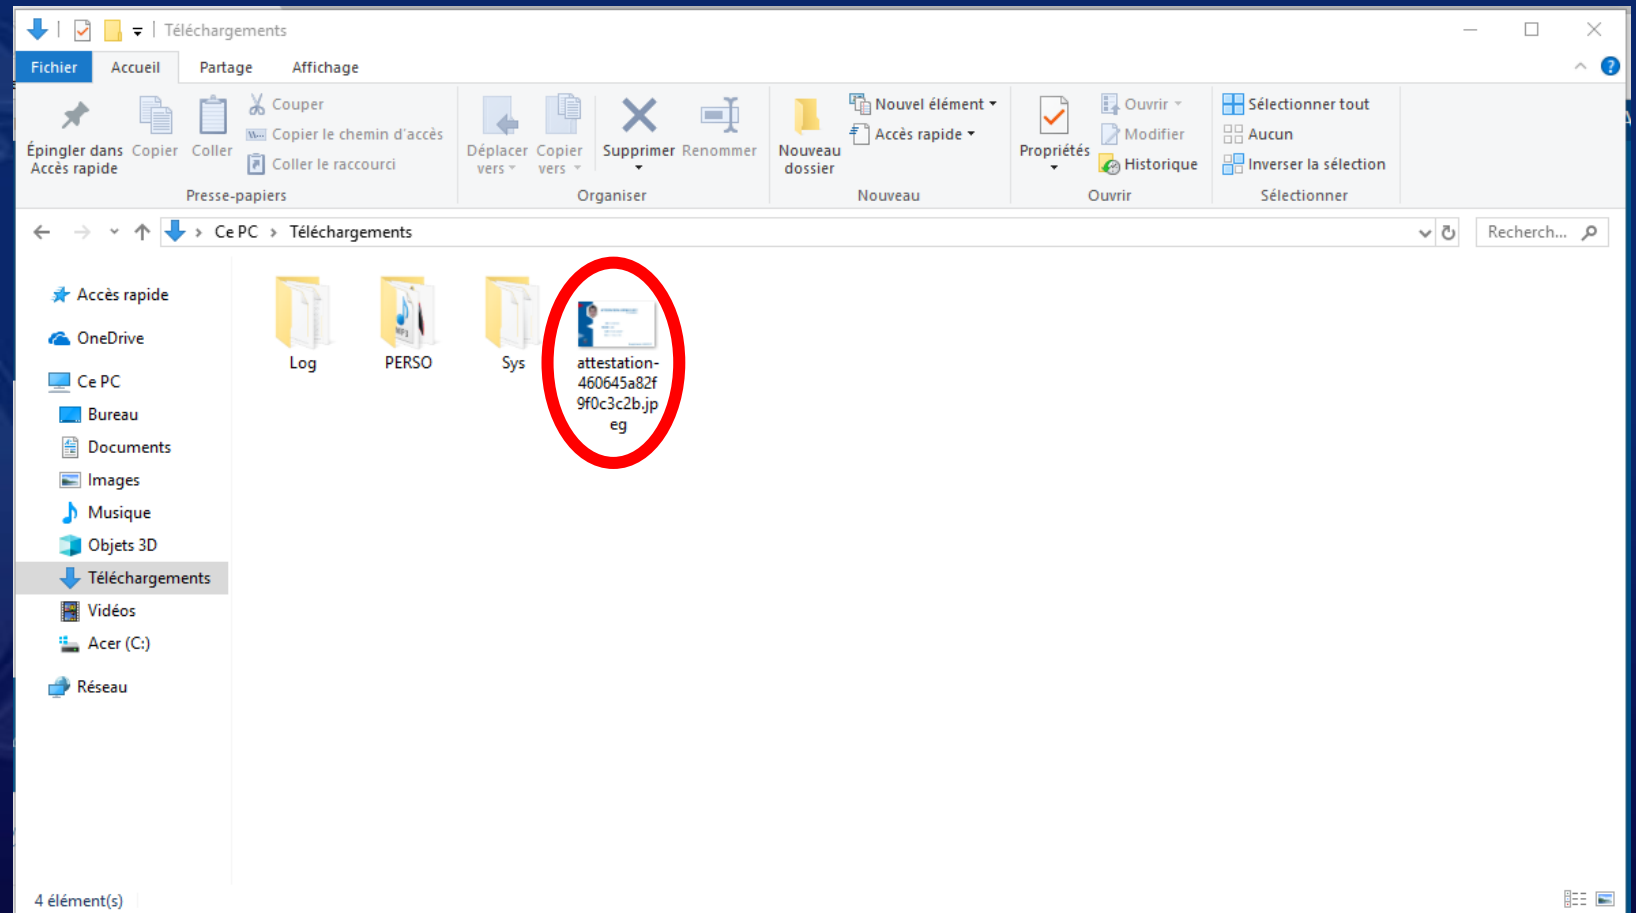 Téléchargements
Fichier Accueil Partage Affichage
Épingler dans Accès rapide
Copier
Coller
Couper
Copier le chemin d'accès
Coller le raccourci
Presse-papiers
Déplacer vers
Copier vers
Supprimer
Renommer
Organiser
Nouveau dossier
Nouvel élément
Accès rapide
Nouveau
Propriétés
Ouvrir
Modifier
Historique
Ouvrir
Sélectionner tout
Aucun
Inverser la sélection
Sélectionner
Ce PC > Téléchargements
Recherch...
Accès rapide
OneDrive
Ce PC
Bureau
Documents
Images
Musique
Objets 3D
Téléchargements
Vidéos
Acer (C:)
Réseau
MP3
Log
PERSO
Sys
attestation-
460645a82f
9f0c3c2b.jp
eg
4 élément(s)